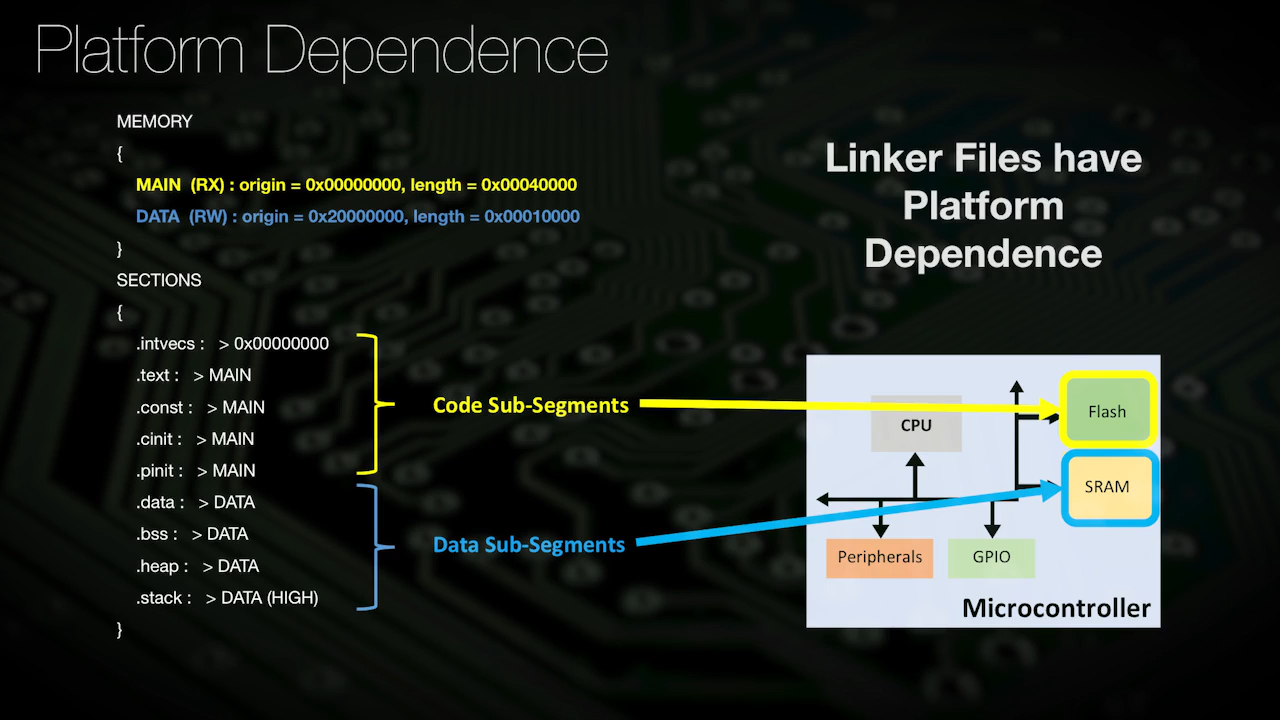 Platform Dependence
MEMORY
{
MAIN (RX) : origin = 0x00000000, length = 0x00040000
DATA (RW) : origin = 0x20000000, length = 0x00010000
}
SECTIONS
{
.intvecs : > 0x00000000
.text : > MAIN
.const : > MAIN
.cinit : > MAIN
.pinit : > MAIN
.data : > DATA
.bss : > DATA
.heap : > DATA
.stack : > DATA (HIGH)
}
Code Sub-Segments
Data Sub-Segments
Linker Files have
Platform
Dependence
CPU
Flash
SRAM
Peripherals
GPIO
Microcontroller